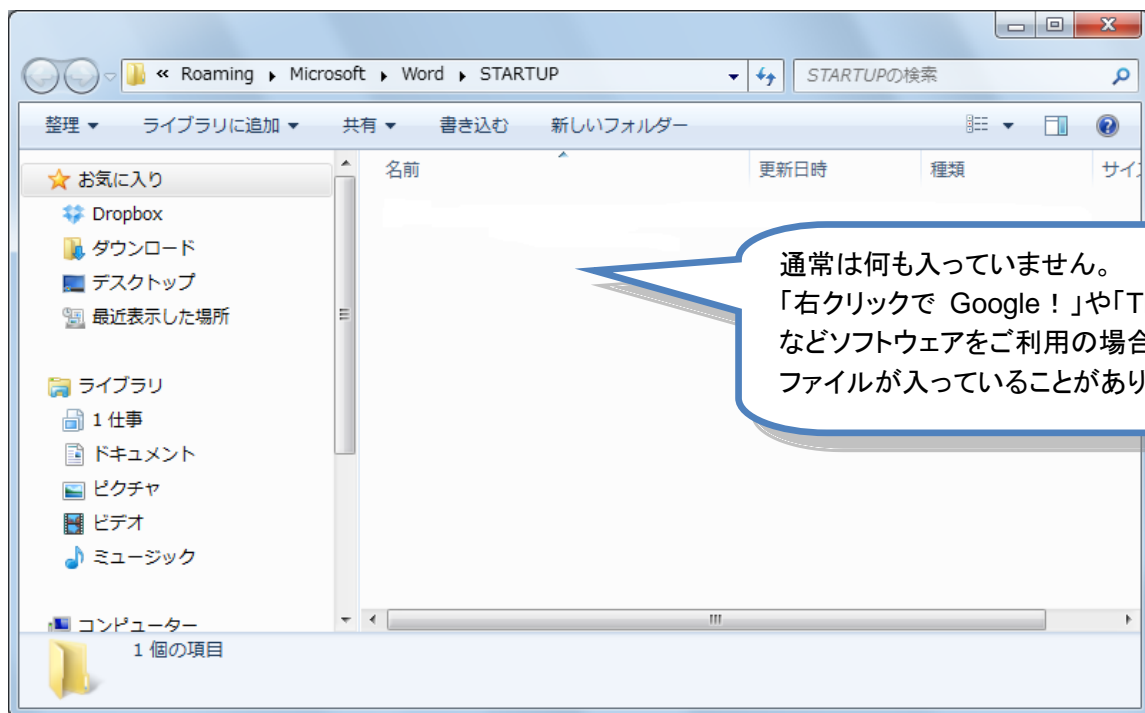 « Roaming ▸ Microsoft ▸ Word ▸ STARTUP
STARTUPの検索
整理 ライブラリに追加 共有 書き込む 新しいフォルダー
お気に入り
Dropbox
ダウンロード
デスクトップ
最近表示した場所
ライブラリ
1 仕事
ドキュメント
ピクチャ
ビデオ
ミュージック
コンピューター
名前 更新日時 種類 サイ
通常は何も入っていません。
「右クリックで Google！」や「T
などソフトウェアをご利用の場合
ファイルが入っていることがあり
1 個の項目